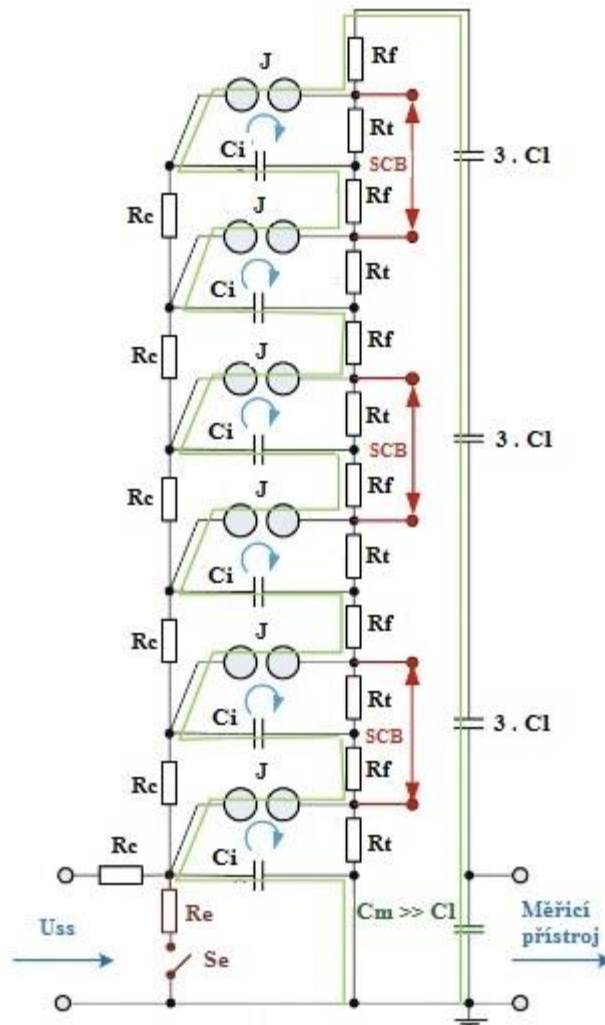 Rf
J
Rt
Ci
SCB
3 . Cl
Rf
Rc
J
Rt
Ci
Rf
Rc
J
Rt
Ci
SCB
3 . Cl
Rf
Rc
J
Rt
Ci
Rf
Rc
J
Rt
Ci
SCB
3 . Cl
Rf
Rc
J
Rt
Ci
Rc
Re
Cm >> Cl
Měřicí
přístroj
Uss
Se